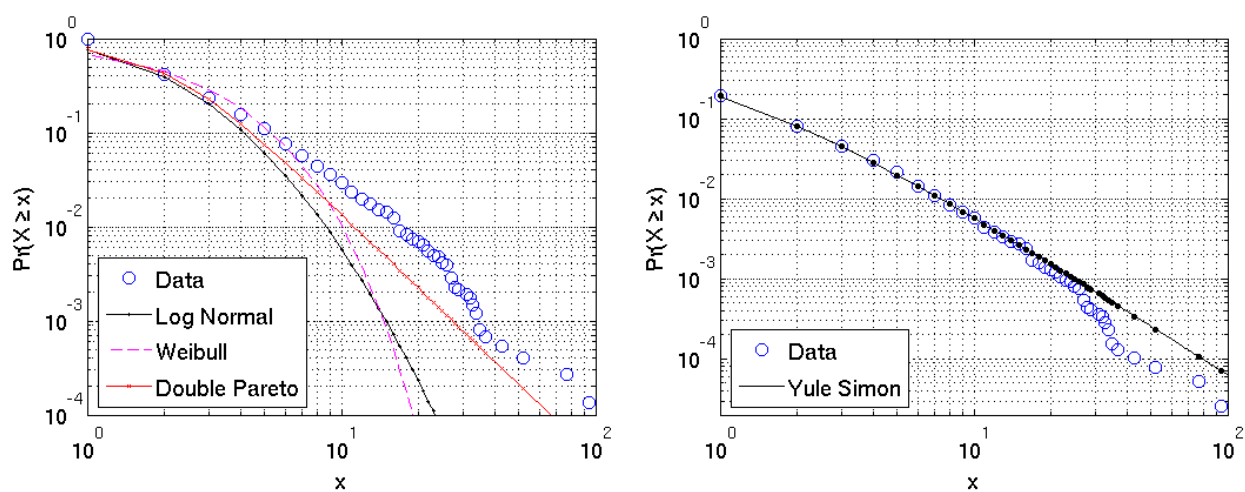 10^0
10^-1
10^-2
10^-3
10^-4
Pr(X ≥ x)
Data
Log Normal
Weibull
Double Pareto
10^0
10^1
10^2
x
10^0
10^-1
10^-2
10^-3
10^-4
Pr(X ≥ x)
Data
Yule Simon
10^0
10^1
10^2
x